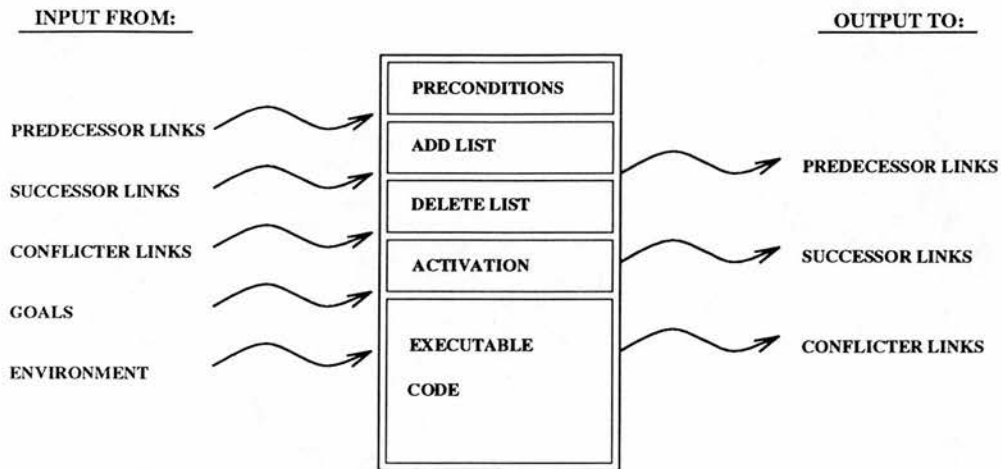 INPUT FROM:
OUTPUT TO:
PREDECESSOR LINKS
SUCCESSOR LINKS
CONFLICTER LINKS
GOALS
ENVIRONMENT
PRECONDITIONS
ADD LIST
DELETE LIST
ACTIVATION
EXECUTABLE
CODE
PREDECESSOR LINKS
SUCCESSOR LINKS
CONFLICTER LINKS